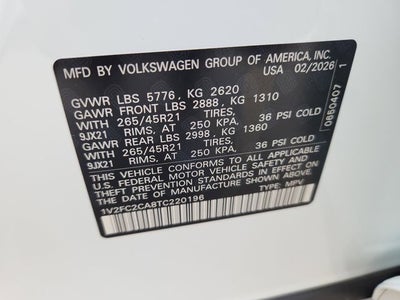 MFD BY VOLKSWAGEN GROUP OF AMERICA, INC.
USA 02/2026
GVWR LBS 5776, KG 2620
GAWR FRONT LBS 2888, KG 1310
WITH 265/45R21 36 PSI COLD
9JX21 RIMS, AT 250 KPA,
GAWR REAR LBS 2998, KG 1360
WITH 265/45R21 36 PSI COLD
9JX21 RIMS, AT 250 KPA,
THIS VEHICLE CONFORMS TO ALL APPLICABLE
U.S. FEDERAL MOTOR VEHICLE SAFETY AND
THEFT PREVENTION STANDARDS IN EFFECT ON
THE DATE OF MANUFACTURE SHOWN ABOVE.
1V2FC2CA8TC220196 TYPE: MPV
0650407 1